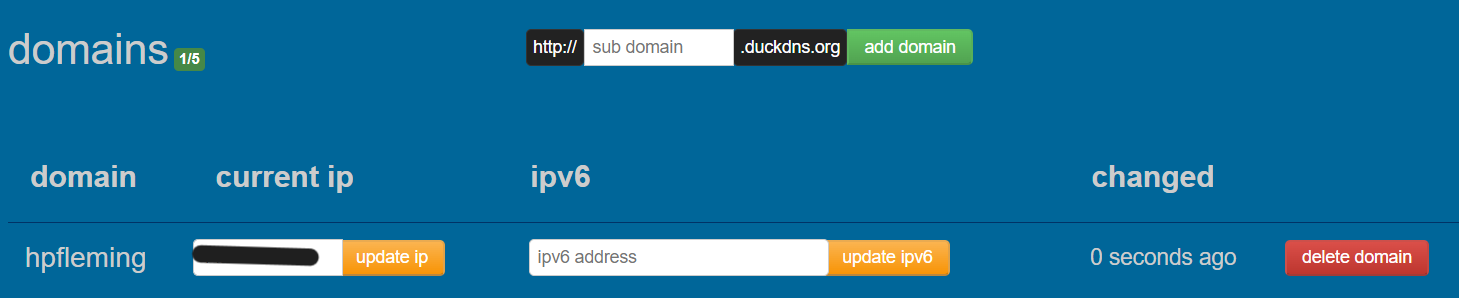 domains 1/5 http:// sub domain .duckdns.org add domain
domain current ip ipv6 changed
hpfleming update ip ipv6 address update ipv6 0 seconds ago delete domain